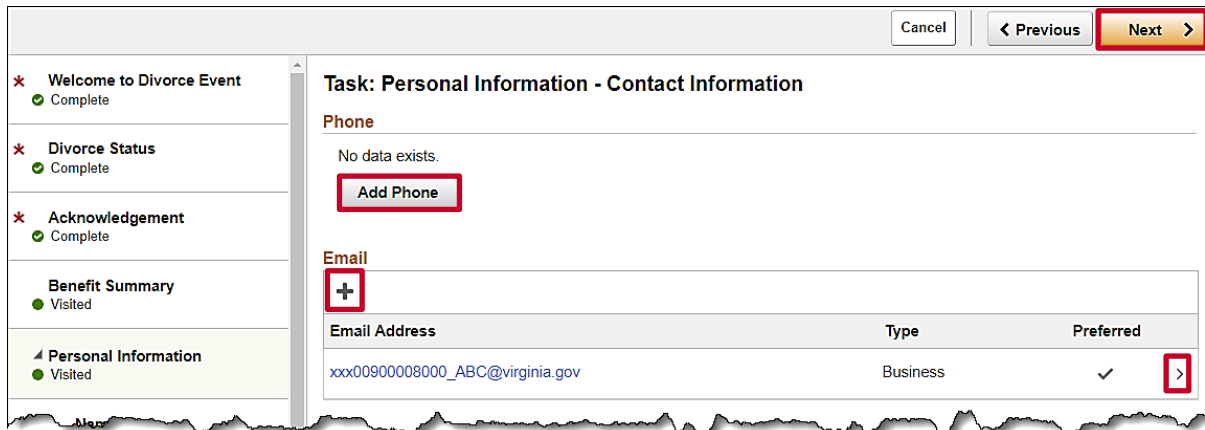 Cancel
Previous
Next
* Welcome to Divorce Event
Complete
* Divorce Status
Complete
* Acknowledgement
Complete
Benefit Summary
Visited
Personal Information
Visited
Task: Personal Information - Contact Information
Phone
No data exists.
Add Phone
Email
+
Email Address Type Preferred
xxx00900008000_ABC@virginia.gov Business